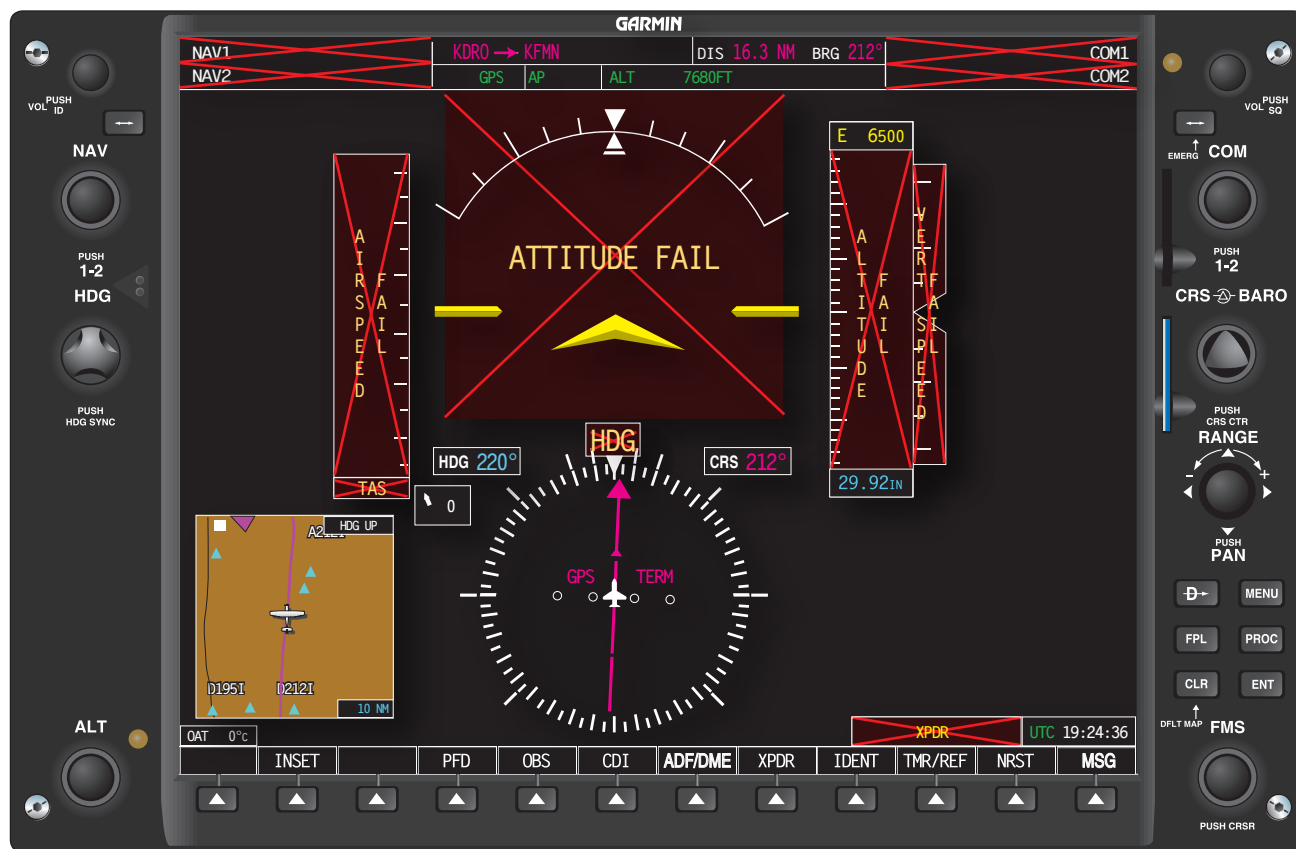 GARMIN
NAV1
KDRO → KFMN
DIS 16.3 NM BRG 212°
COM1
NAV2
GPS
AP
ALT 7680FT
COM2
VOL PUSH ID
NAV
PUSH
1-2
HDG
PUSH
HDG SYNC
ALT
VOL PUSH SQ
EMERG
COM
PUSH
1-2
CRS BARO
PUSH
CRS CTR
RANGE
- +
PUSH
PAN
D
MENU
FPL
PROC
CLR
ENT
DFLT MAP
FMS
PUSH CRSR
E 6500
AIRSPEED FAIL
ATTITUDE FAIL
ALTITUDE FAIL
VERT SPEED FAIL
HDG
HDG 220°
CRS 212°
29.92IN
TAS
0
HDG UP
GPS TERM
D195I
D212I
10 NM
OAT 0°C
XPDR
UTC 19:24:36
INSET
PFD
OBS
CDI
ADF/DME
XPDR
IDENT
TMR/REF
NRST
MSG